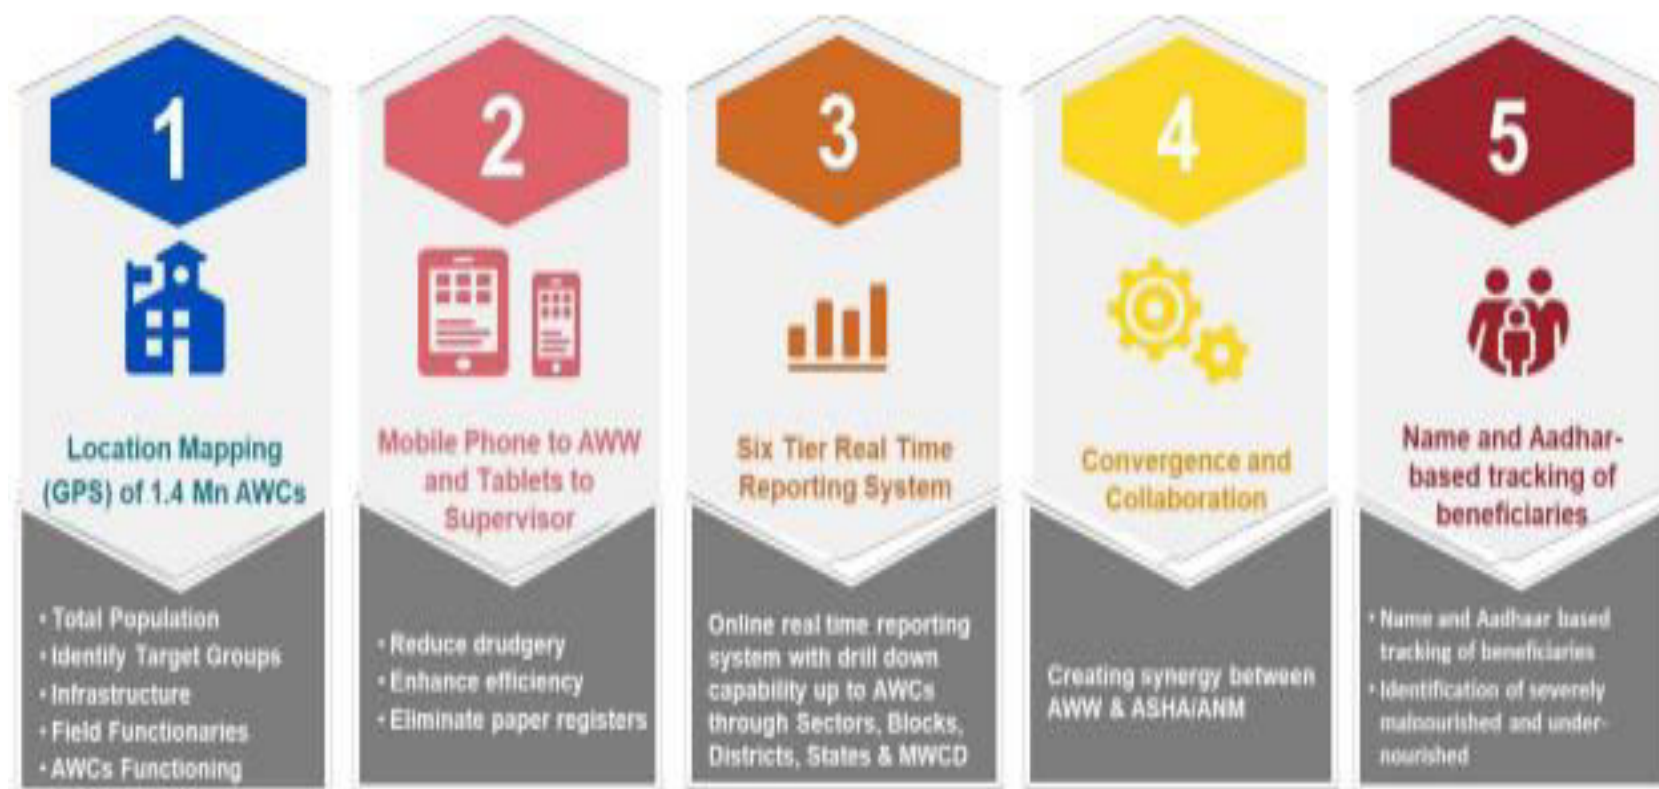 1
Location Mapping
(GPS) of 1.4 Mn AWCs
• Total Population
• Identify Target Groups
• Infrastructure
• Field Functionaries
• AWCs Functioning
2
Mobile Phone to AWW
and Tablets to
Supervisor
• Reduce drudgery
• Enhance efficiency
• Eliminate paper registers
3
Six Tier Real Time
Reporting System
Online real time reporting
system with drill down
capability up to AWCs
through Sectors, Blocks,
Districts, States & MWCD
4
Convergence and
Collaboration
Creating synergy between
AWW & ASHA/ANM
5
Name and Aadhar-
based tracking of
beneficiaries
• Name and Aadhaar based
tracking of beneficiaries
• Identification of severely
malnourished and under-
nourished